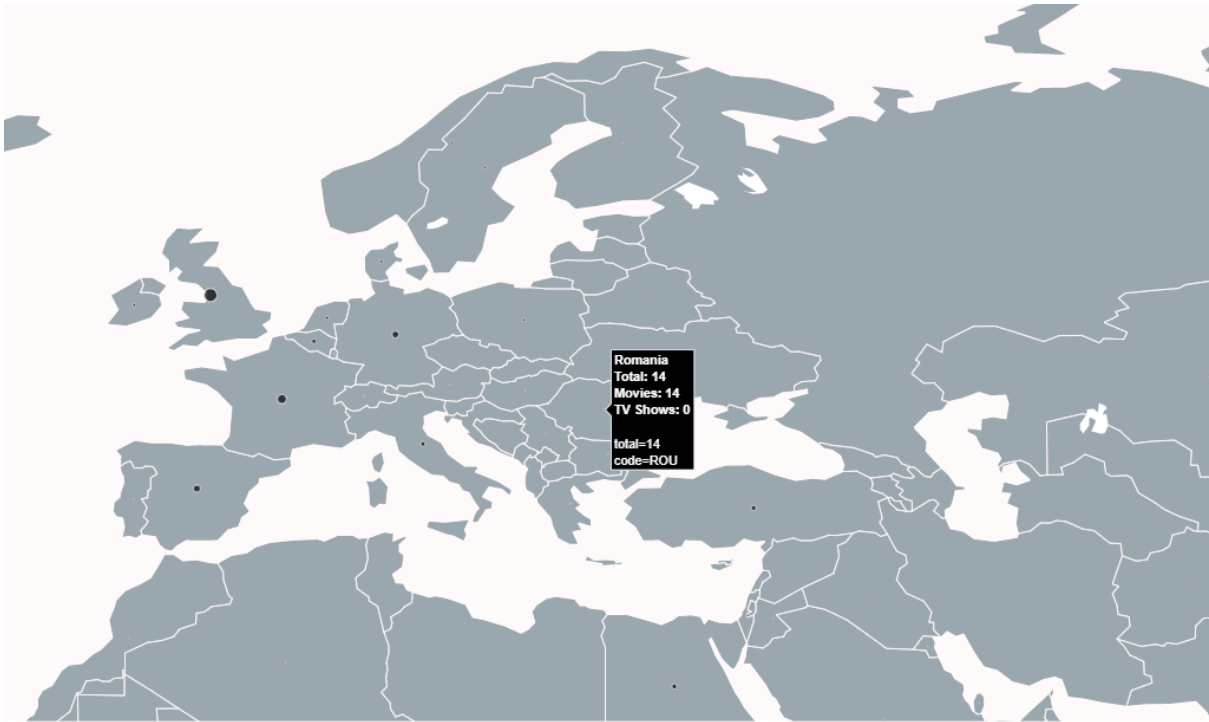 Romania
Total: 14
Movies: 14
TV Shows: 0
total=14
code=ROU